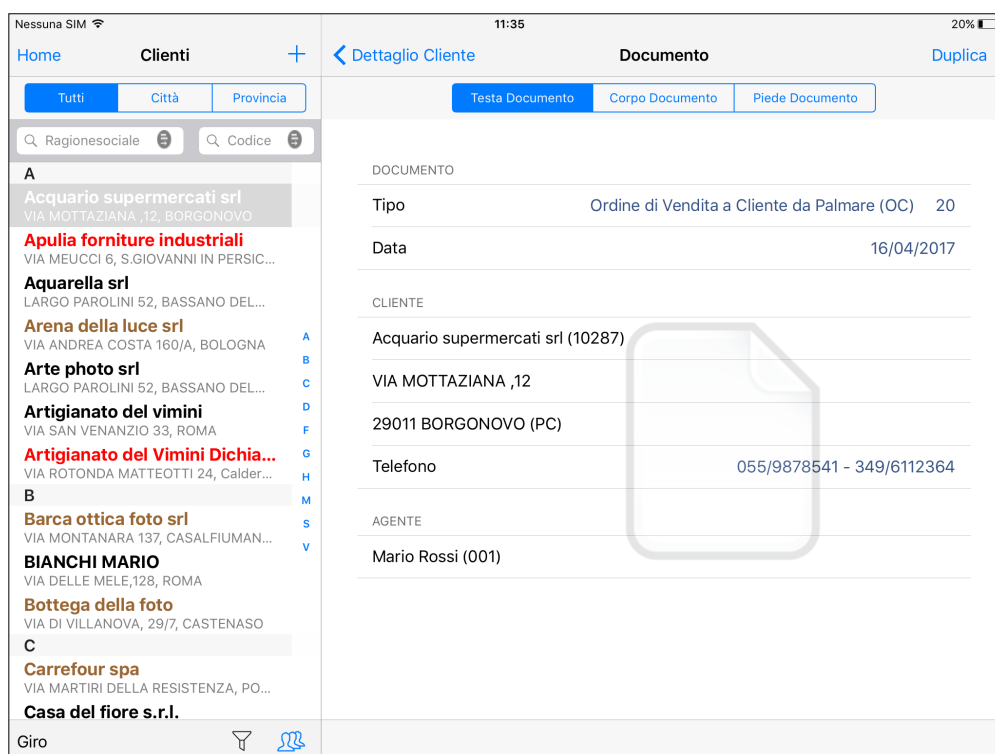 Nessuna SIM 11:35 20%
Home Clienti +
Tutti Città Provincia
Ragionesociale Codice
A
Acquario supermercati srl
VIA MOTTAZIANA ,12, BORGONOVO
Apulia forniture industriali
VIA MEUCCI 6, S.GIOVANNI IN PERSIC...
Aquarella srl
LARGO PAROLINI 52, BASSANO DEL...
Arena della luce srl
VIA ANDREA COSTA 160/A, BOLOGNA
Arte photo srl
LARGO PAROLINI 52, BASSANO DEL...
Artigianato del vimini
VIA SAN VENANZIO 33, ROMA
Artigianato del Vimini Dichia...
VIA ROTONDA MATTEOTTI 24, Calder...
B
Barca ottica foto srl
VIA MONTANARA 137, CASALFIUMAN...
BIANCHI MARIO
VIA DELLE MELE,128, ROMA
Bottega della foto
VIA DI VILLANOVA, 29/7, CASTENASO
C
Carrefour spa
VIA MARTIRI DELLA RESISTENZA, PO...
Casa del fiore s.r.l.
A
B
C
D
F
G
H
M
S
V
Giro
Dettaglio Cliente Documento Duplica
Testa Documento Corpo Documento Piede Documento
DOCUMENTO
Tipo Ordine di Vendita a Cliente da Palmare (OC) 20
Data 16/04/2017
CLIENTE
Acquario supermercati srl (10287)
VIA MOTTAZIANA ,12
29011 BORGONOVO (PC)
Telefono 055/9878541 - 349/6112364
AGENTE
Mario Rossi (001)